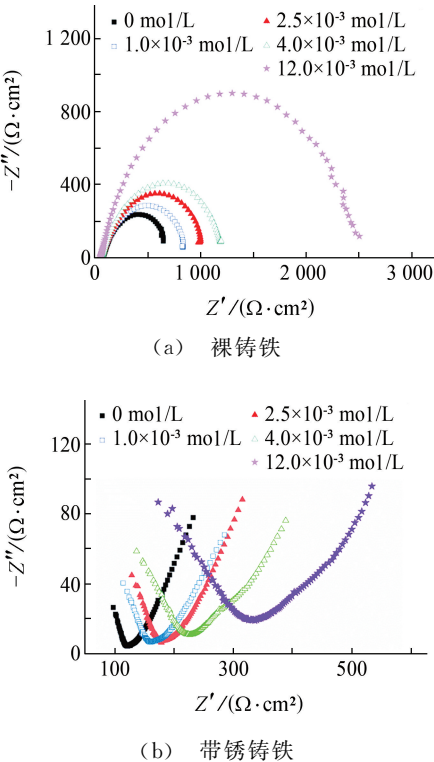 0 mol/L
2.5×10⁻³ mol/L
1.0×10⁻³ mol/L
4.0×10⁻³ mol/L
12.0×10⁻³ mol/L
1 200
800
400
0
−Z″/(Ω·cm²)
0
1 000
2 000
3 000
Z′/(Ω·cm²)
(a) 裸铸铁
0 mol/L
2.5×10⁻³ mol/L
1.0×10⁻³ mol/L
4.0×10⁻³ mol/L
12.0×10⁻³ mol/L
120
80
40
0
−Z″/(Ω·cm²)
100
300
500
Z′/(Ω·cm²)
(b) 带锈铸铁